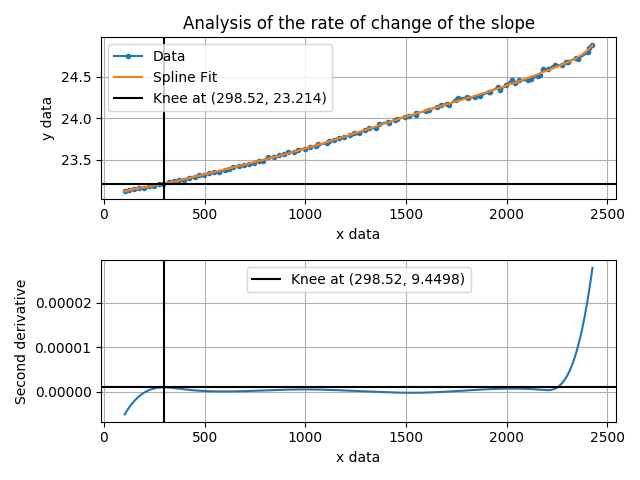 Analysis of the rate of change of the slope
Data
Spline Fit
Knee at (298.52, 23.214)
24.5
24.0
23.5
y data
0 500 1000 1500 2000 2500
x data
Knee at (298.52, 9.4498)
0.00002
0.00001
0.00000
Second derivative
0 500 1000 1500 2000 2500
x data